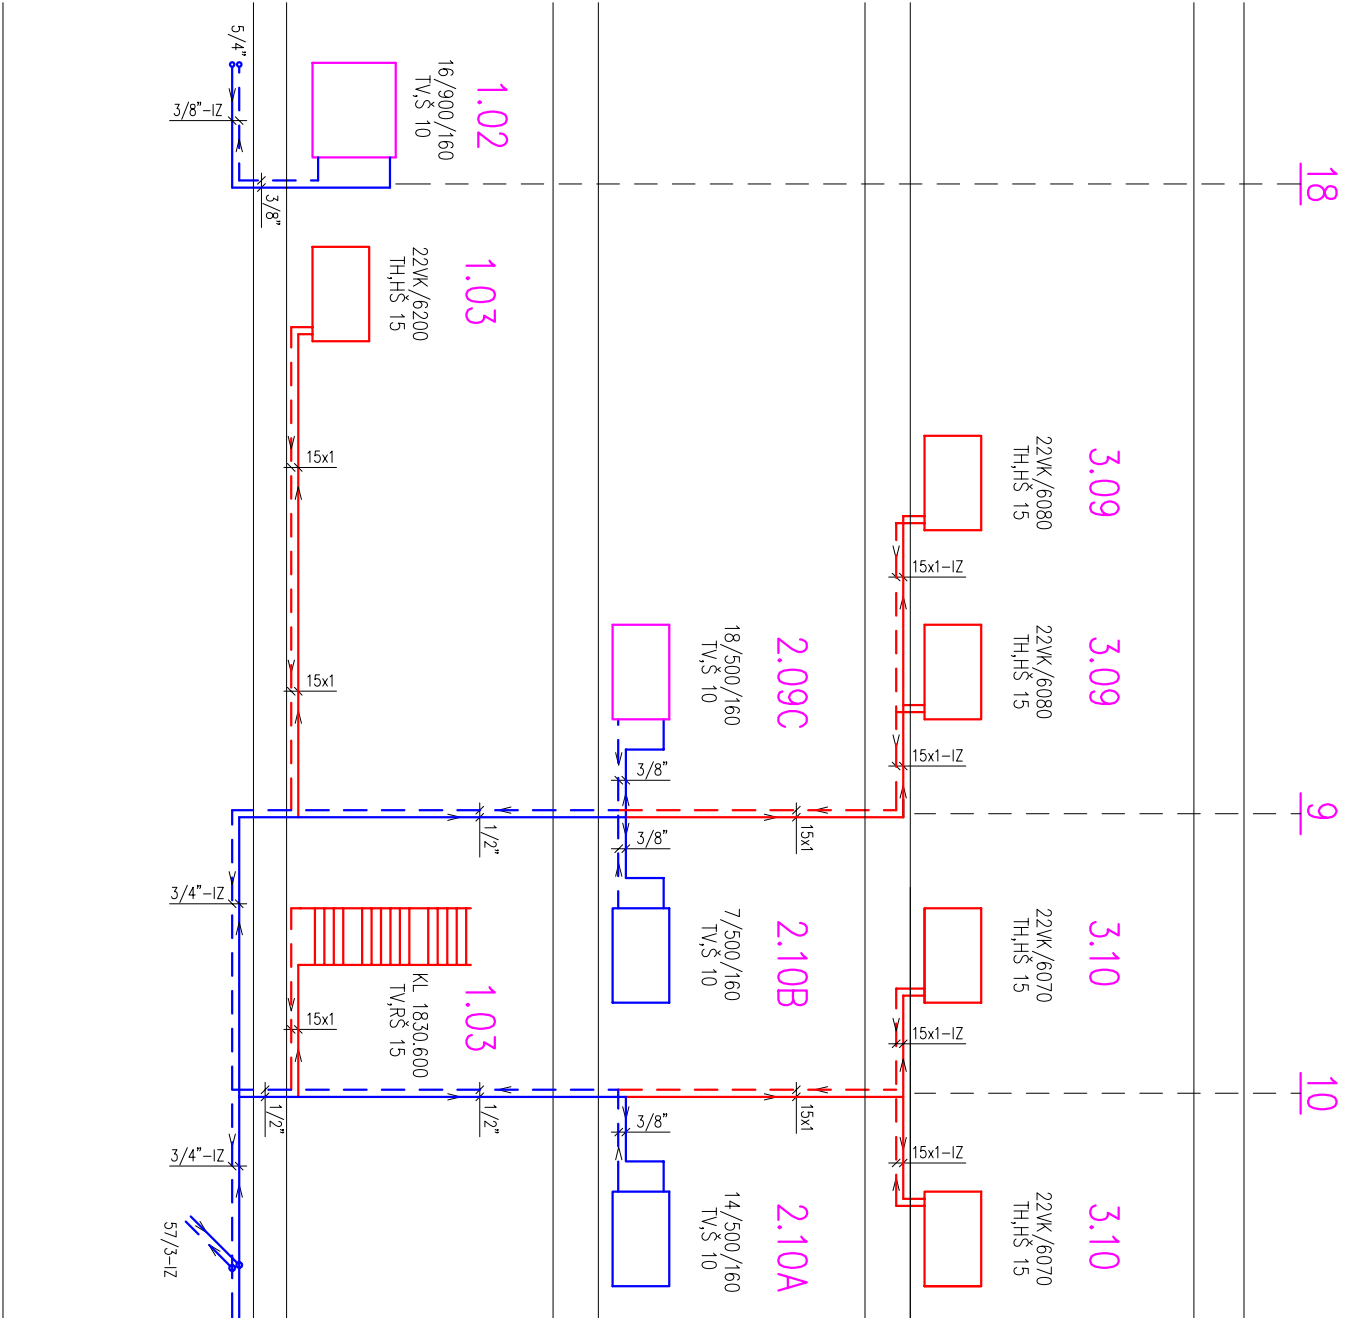 5/4"
3/8"-IZ
3/8"
1.02
16/900/160
TV,Š 10
18
1.03
22VK/6200
TH,HŠ 15
15x1
15x1
3.09
22VK/6080
TH,HŠ 15
15x1-IZ
3.09
22VK/6080
TH,HŠ 15
15x1-IZ
2.09C
18/500/160
TV,Š 10
3/8"
9
1/2"
3/8"
15x1
3/4"-IZ
2.10B
7/500/160
TV,Š 10
3.10
22VK/6070
TH,HŠ 15
15x1-IZ
1.03
KL 1830.600
TV,RŠ 15
15x1
10
1/2"
1/2"
3/8"
15x1
3/4"-IZ
15x1-IZ
2.10A
14/500/160
TV,Š 10
3.10
22VK/6070
TH,HŠ 15
57/3-IZ